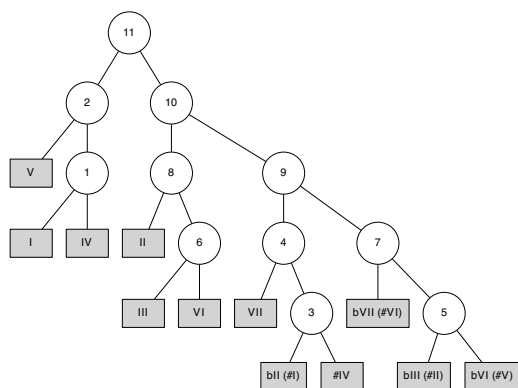 11
2
10
V
1
8
9
I
IV
II
6
4
7
III
VI
VII
3
bVII (#VI)
5
bII (#I)
#IV
bIII (#II)
bVI (#V)